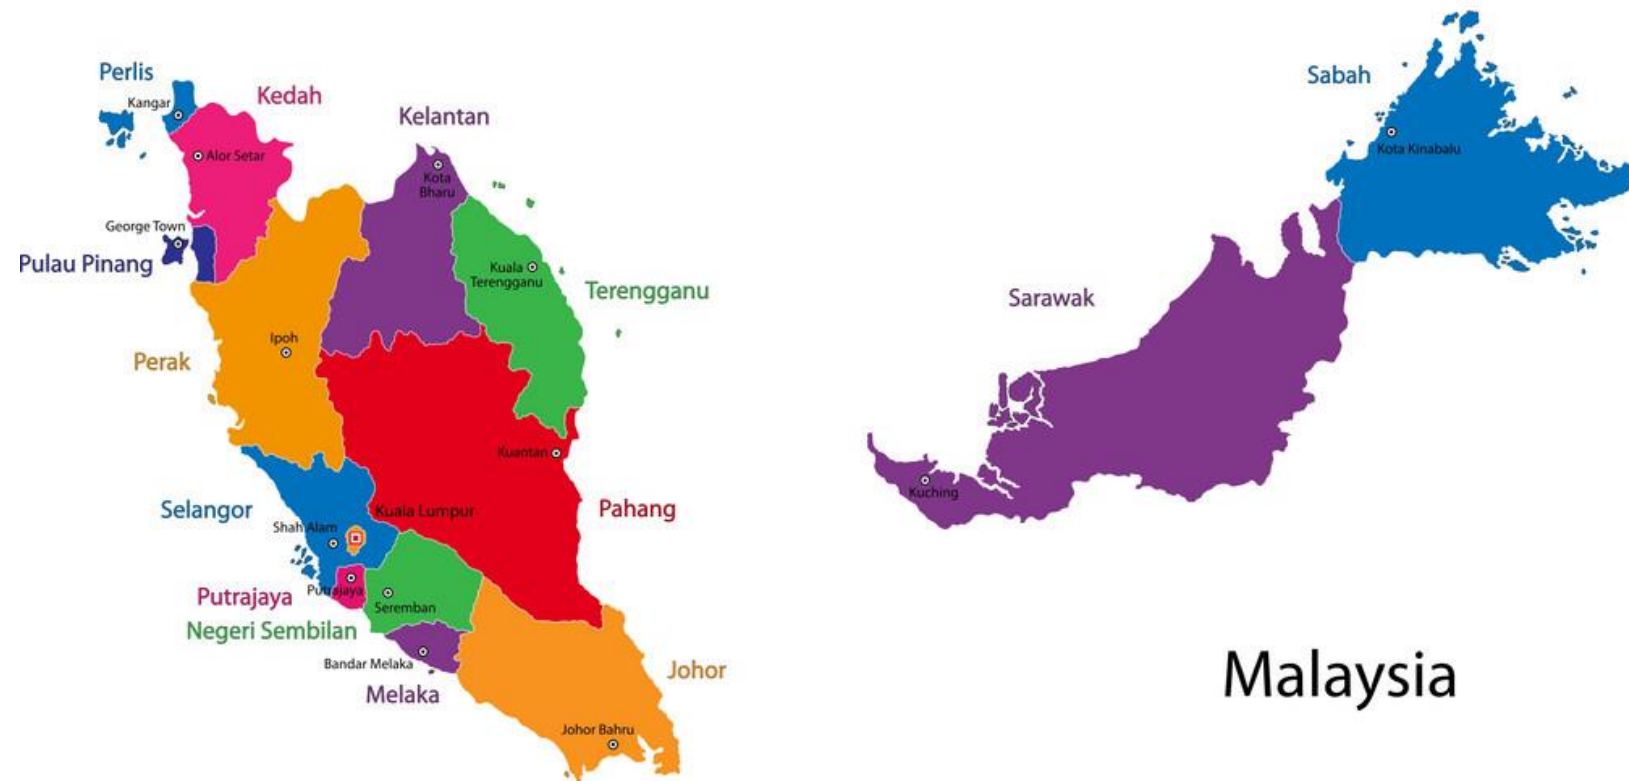 Perlis
Kangar
Kedah
Alor Setar
Kelantan
Kota
Bharu
George Town
Pulau Pinang
Kuala
Terengganu
Terengganu
Ipoh
Perak
Kuantan
Selangor
Kuala Lumpur
Pahang
Shah Alam
Putrajaya
Putrajaya
Seremban
Negeri Sembilan
Bandar Melaka
Melaka
Johor
Johor Bahru
Sabah
Kota Kinabalu
Sarawak
Kuching
Malaysia